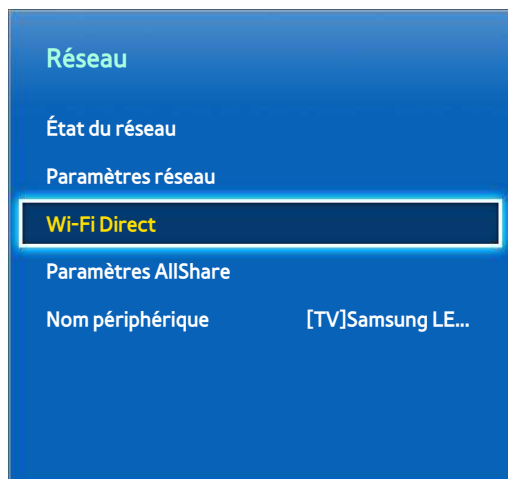 Réseau
État du réseau
Paramètres réseau
Wi-Fi Direct
Paramètres AllShare
Nom périphérique [TV]Samsung LE...